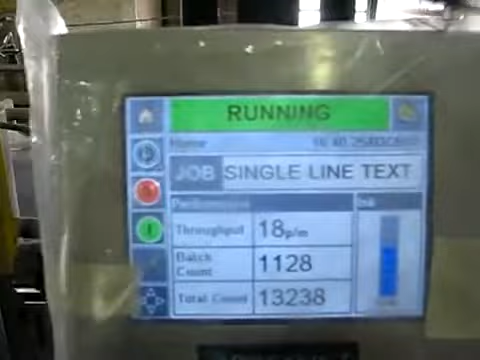 RUNNING
Home
JOB SINGLE LINE TEXT
Performance
Ink
Throughput 18p/m
Batch Count 1128
Total Count 13238